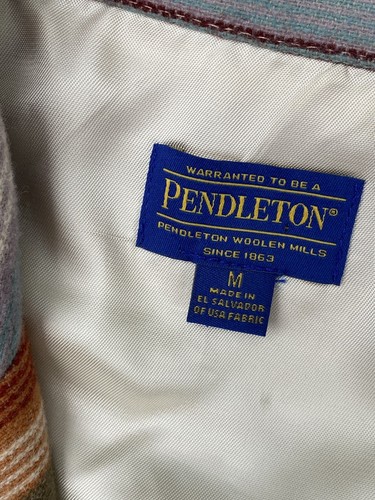 WARRANTED TO BE A
PENDLETON®
PENDLETON WOOLEN MILLS
SINCE 1863
M
MADE IN
EL SALVADOR
OF USA FABRIC